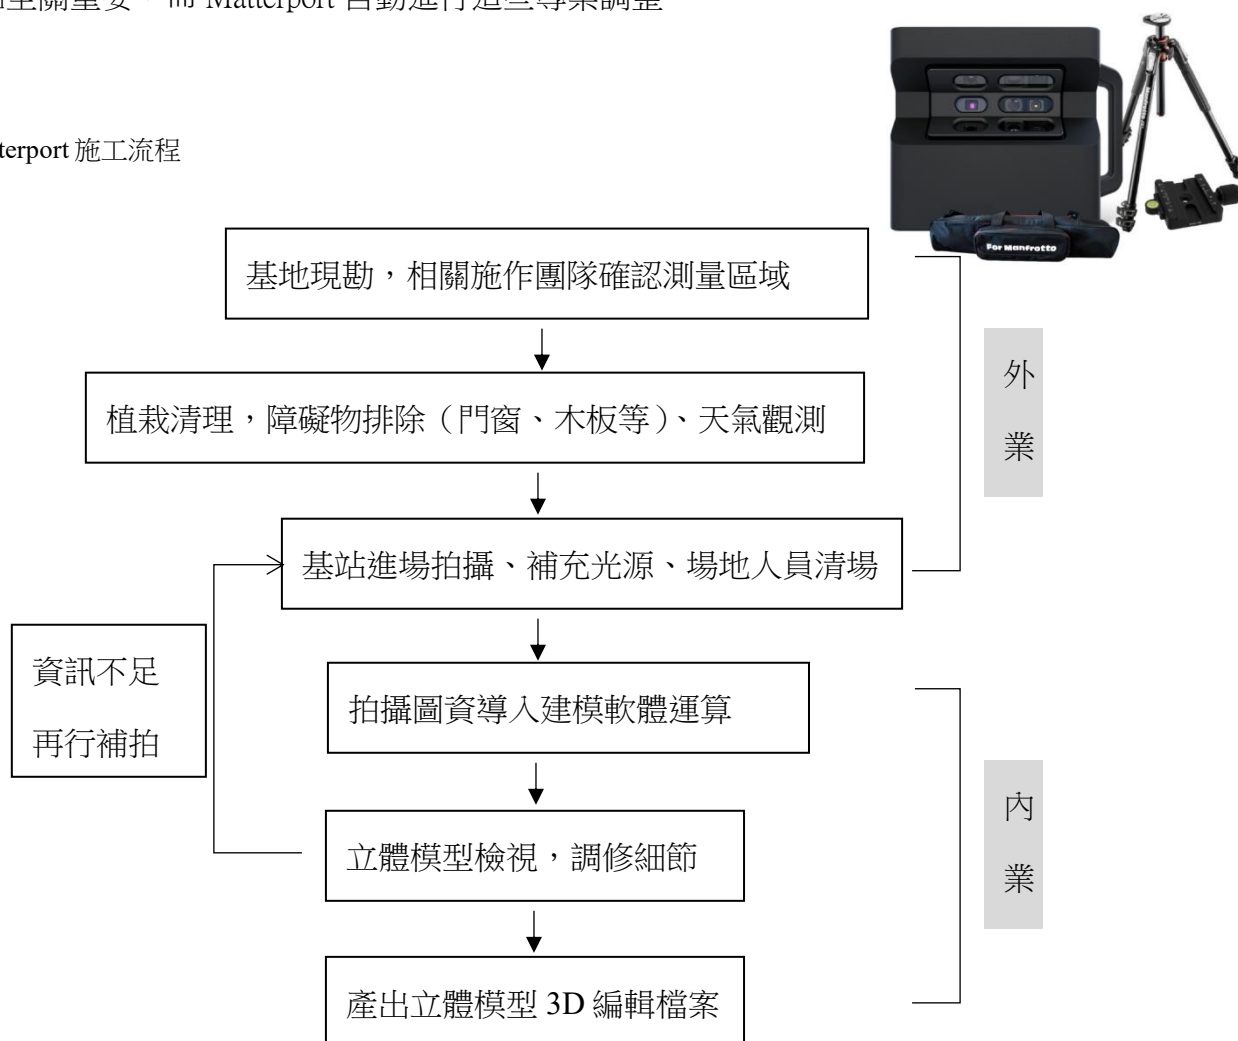 至關重要，而 Matterport 自動進行這些專業調整
terport 施工流程
For Manfrotto
基地現勘，相關施作團隊確認測量區域
植栽清理，障礙物排除（門窗、木板等）、天氣觀測
基站進場拍攝、補充光源、場地人員清場
外
業
資訊不足
再行補拍
拍攝圖資導入建模軟體運算
立體模型檢視，調修細節
產出立體模型 3D 編輯檔案
內
業